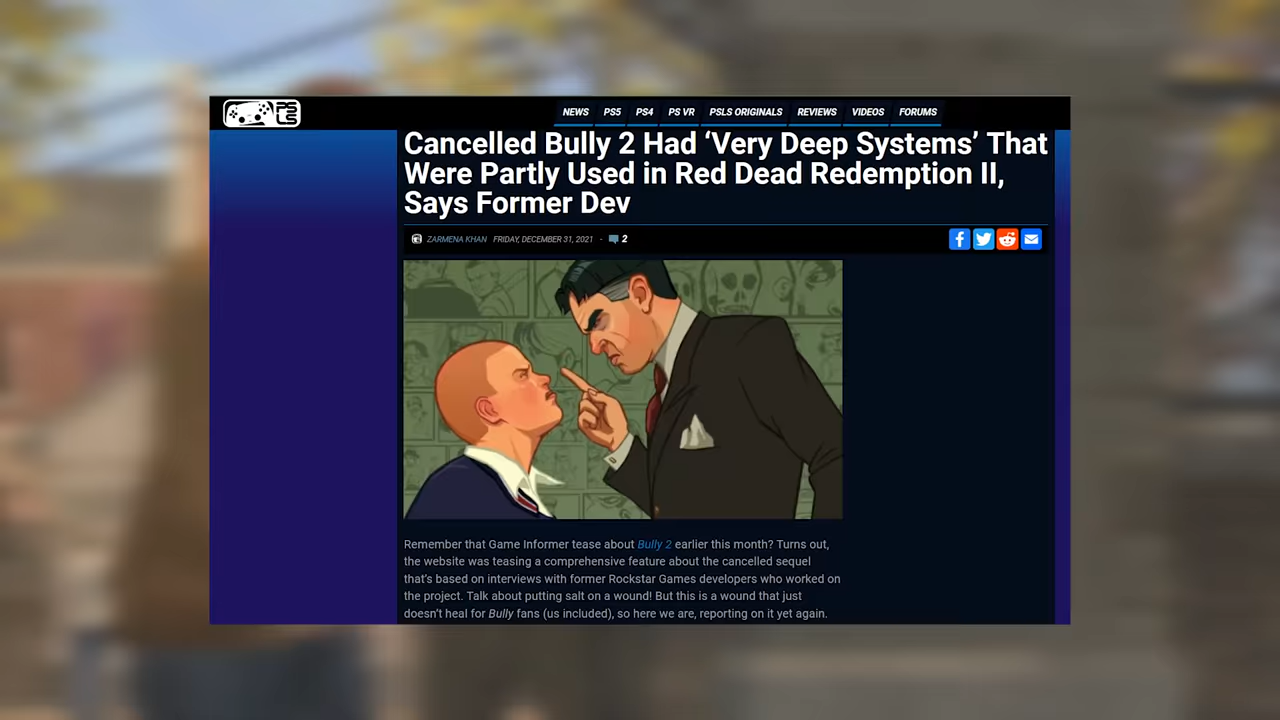 PS
LS
NEWS PS5 PS4 PS VR PSLS ORIGINALS REVIEWS VIDEOS FORUMS
Cancelled Bully 2 Had ‘Very Deep Systems’ That
Were Partly Used in Red Dead Redemption II,
Says Former Dev
ZARMENA KHAN FRIDAY, DECEMBER 31, 2021 - 2
Remember that Game Informer tease about Bully 2 earlier this month? Turns out,
the website was teasing a comprehensive feature about the cancelled sequel
that’s based on interviews with former Rockstar Games developers who worked on
the project. Talk about putting salt on a wound! But this is a wound that just
doesn’t heal for Bully fans (us included), so here we are, reporting on it yet again.